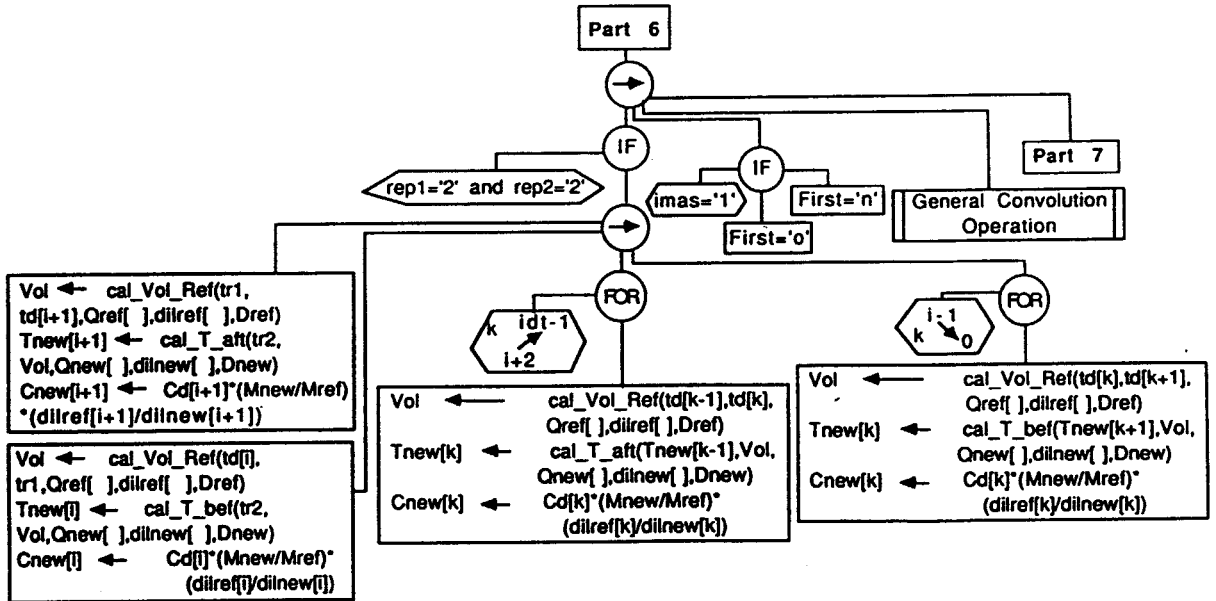 Part 6
IF
rep1='2' and rep2='2'
IF
imas='1'
First='o'
First='n'
General Convolution
Operation
Part 7
Vol ← cal_Vol_Ref(tr1,
td[i+1],Qref[ ],dilref[ ],Dref)
Tnew[i+1] ← cal_T_aft(tr2,
Vol,Qnew[ ],dilnew[ ],Dnew)
Cnew[i+1] ← Cd[i+1]*(Mnew/Mref)
*(dilref[i+1]/dilnew[i+1])
Vol ← cal_Vol_Ref(td[i],
tr1,Qref[ ],dilref[ ],Dref)
Tnew[i] ← cal_T_bef(tr2,
Vol,Qnew[ ],dilnew[ ],Dnew)
Cnew[i] ← Cd[i]*(Mnew/Mref)*
(dilref[i]/dilnew[i])
FOR
k idt-1
i+2
Vol ← cal_Vol_Ref(td[k-1],td[k],
Qref[ ],dilref[ ],Dref)
Tnew[k] ← cal_T_aft(Tnew[k-1],Vol,
Qnew[ ],dilnew[ ],Dnew)
Cnew[k] ← Cd[k]*(Mnew/Mref)*
(dilref[k]/dilnew[k])
FOR
i-1
k 0
Vol ← cal_Vol_Ref(td[k],td[k+1],
Qref[ ],dilref[ ],Dref)
Tnew[k] ← cal_T_bef(Tnew[k+1],Vol,
Qnew[ ],dilnew[ ],Dnew)
Cnew[k] ← Cd[k]*(Mnew/Mref)*
(dilref[k]/dilnew[k])